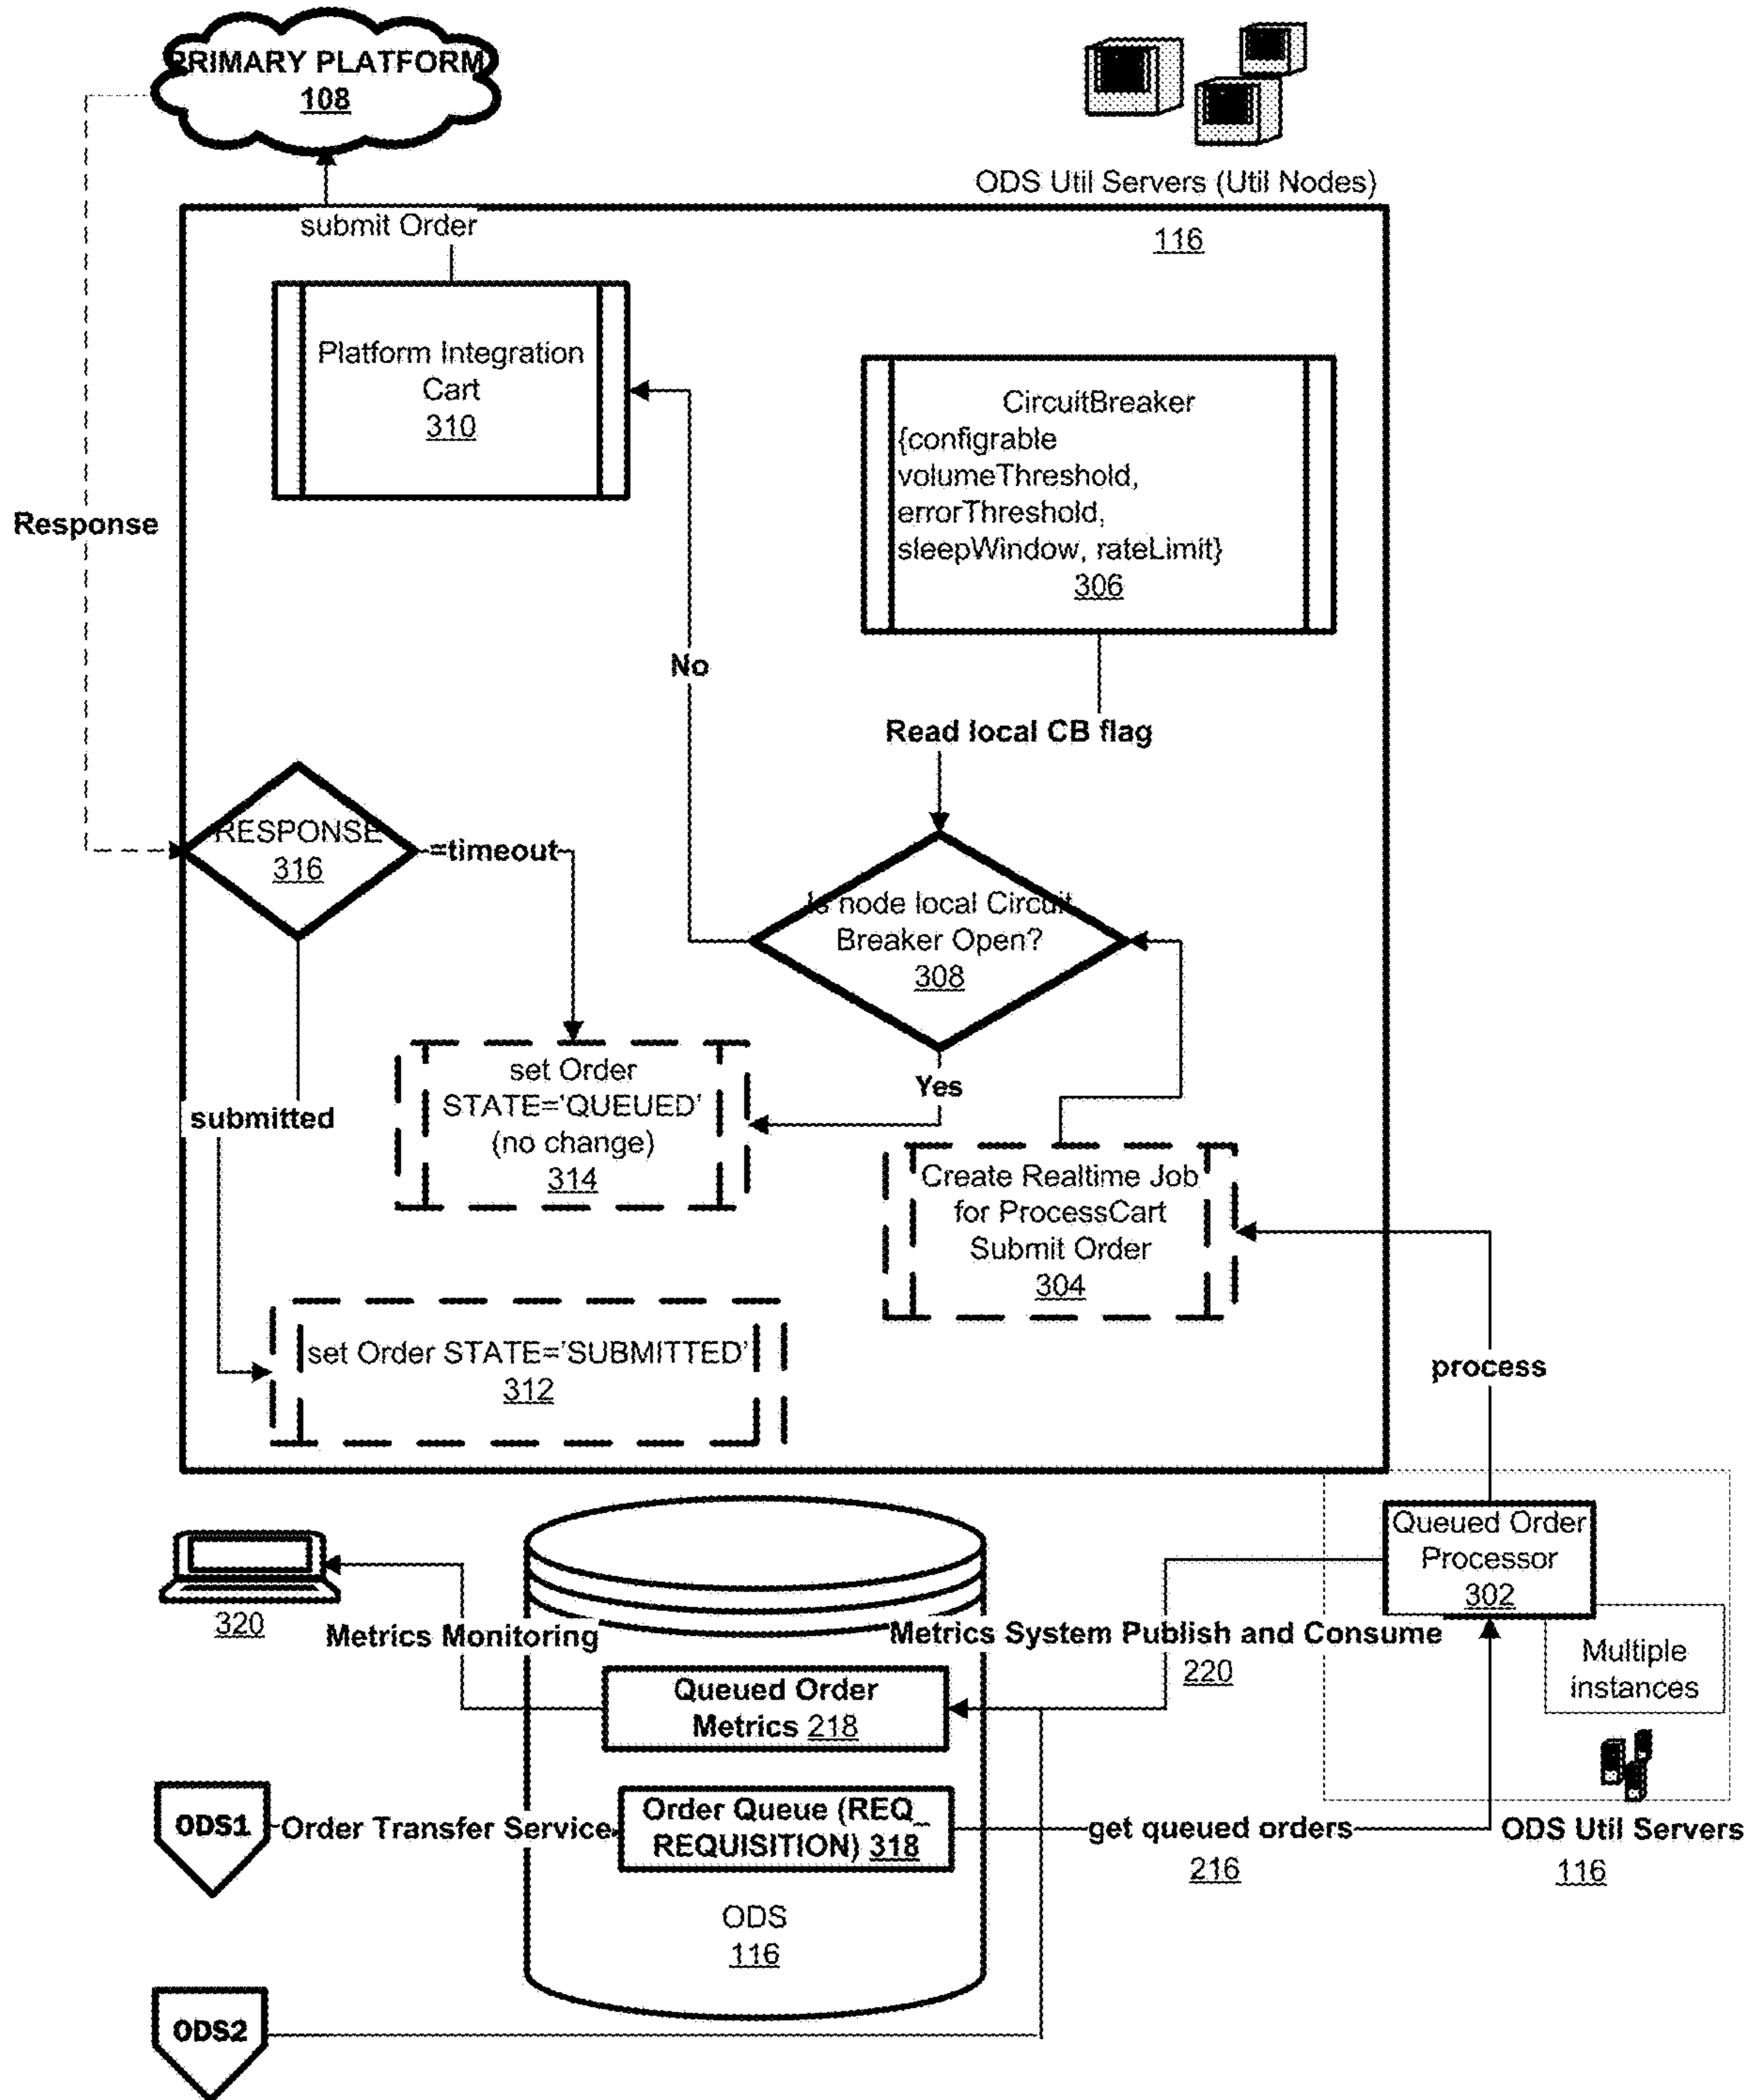 PRIMARY PLATFORM
108
ODS Util Servers (Util Nodes)
116
submit Order
Platform Integration
Cart
310
CircuitBreaker
{configrable
volumeThreshold,
errorThreshold,
sleepWindow, rateLimit}
306
Response
No
Read local CB flag
RESPONSE
316
=timeout
Is node local Circuit
Breaker Open?
308
Yes
set Order
STATE='QUEUED'
(no change)
314
submitted
Create Realtime Job
for ProcessCart
Submit Order
304
set Order STATE='SUBMITTED'
312
process
Queued Order
Processor
302
Multiple
instances
320
Metrics Monitoring
Metrics System Publish and Consume
220
Queued Order
Metrics 218
ODS1
Order Transfer Service
Order Queue (REQ_
REQUISITION) 318
get queued orders
216
ODS Util Servers
116
ODS
116
ODS2